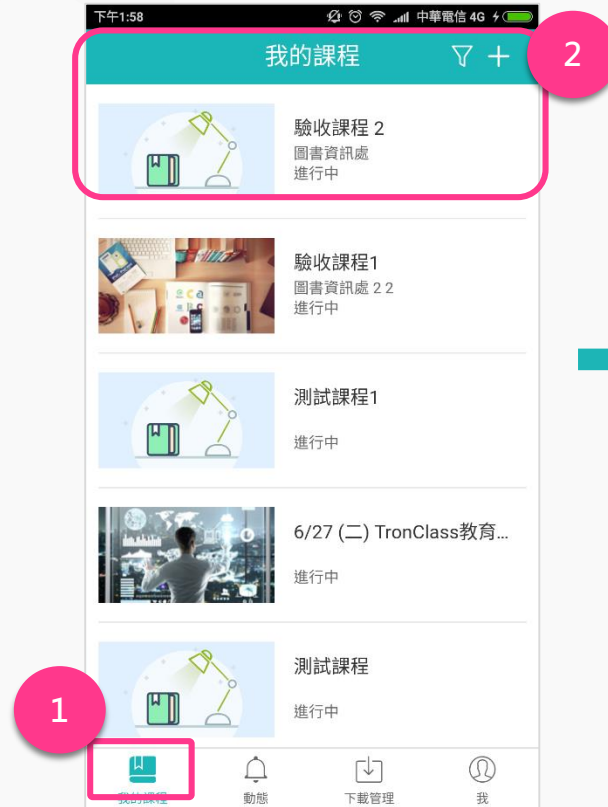 下午1:58
中華電信 4G
我的課程
2
驗收課程 2
圖書資訊處
進行中
驗收課程1
圖書資訊處 2 2
進行中
測試課程1
進行中
6/27 (二) TronClass教育...
進行中
測試課程
進行中
1
我的課程
動態
下載管理
我